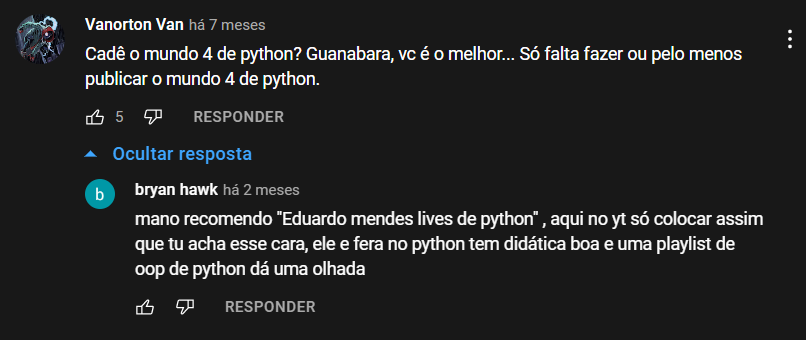 Vanorton Van há 7 meses
Cadê o mundo 4 de python? Guanabara, vc é o melhor... Só falta fazer ou pelo menos
publicar o mundo 4 de python.
5 RESPONDER
Ocultar resposta
b
bryan hawk há 2 meses
mano recomendo "Eduardo mendes lives de python" , aqui no yt só colocar assim
que tu acha esse cara, ele e fera no python tem didática boa e uma playlist de
oop de python dá uma olhada
RESPONDER